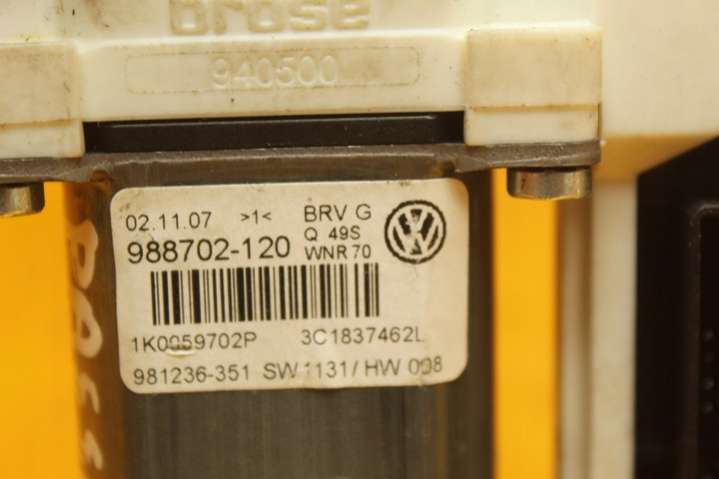 brose
940500
02.11.07 >1< BRV G
988702-120 Q 49S
WNR 70
1K0959702P 3C1837462L
981236-351 SW 1131/ HW 008
PASS